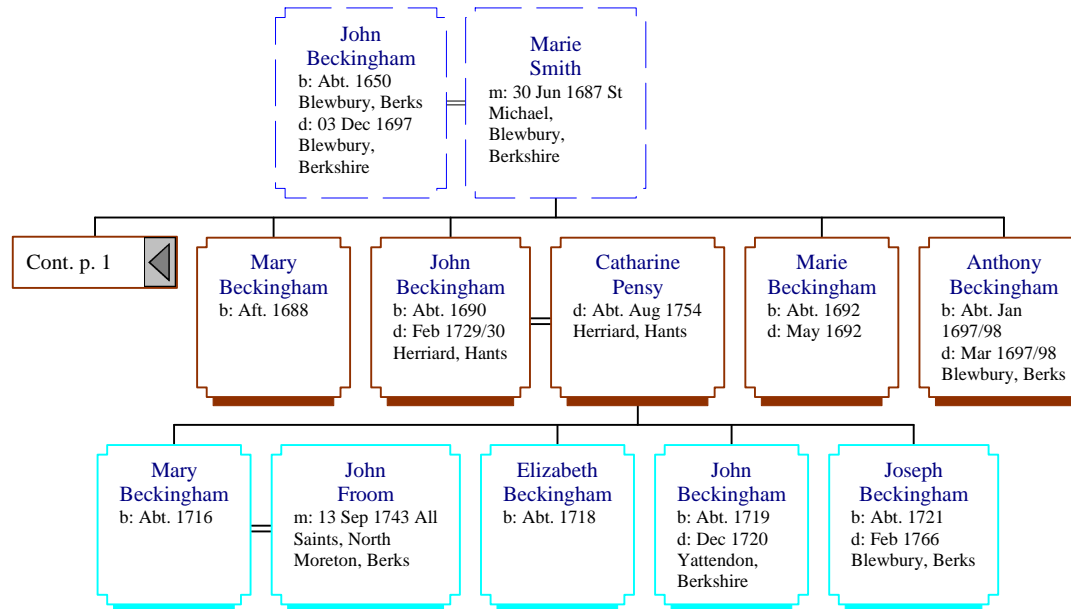 John
Beckingham
b: Abt. 1650
Blewbury, Berks
d: 03 Dec 1697
Blewbury,
Berkshire
Marie
Smith
m: 30 Jun 1687 St
Michael,
Blewbury,
Berkshire
Cont. p. 1
Mary
Beckingham
b: Aft. 1688
John
Beckingham
b: Abt. 1690
d: Feb 1729/30
Herriard, Hants
Catharine
Pensy
d: Abt. Aug 1754
Herriard, Hants
Marie
Beckingham
b: Abt. 1692
d: May 1692
Anthony
Beckingham
b: Abt. Jan
1697/98
d: Mar 1697/98
Blewbury, Berks
Mary
Beckingham
b: Abt. 1716
John
Froom
m: 13 Sep 1743 All
Saints, North
Moreton, Berks
Elizabeth
Beckingham
b: Abt. 1718
John
Beckingham
b: Abt. 1719
d: Dec 1720
Yattendon,
Berkshire
Joseph
Beckingham
b: Abt. 1721
d: Feb 1766
Blewbury, Berks